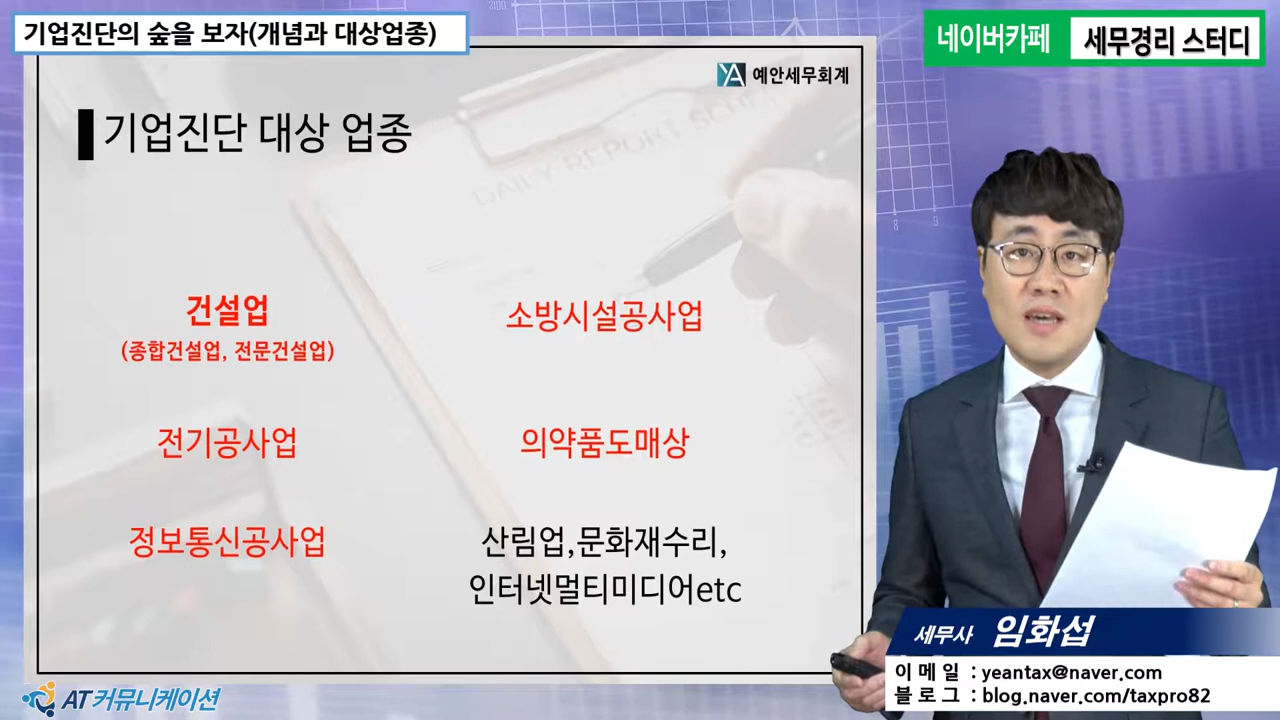 기업진단의 숲을 보자(개념과 대상업종)
네이버카페 세무경리 스터디
YA 예안세무회계
기업진단 대상 업종
DAILY REPORT
건설업
(종합건설업, 전문건설업)
소방시설공사업
전기공사업
의약품도매상
정보통신공사업
산림업,문화재수리,
인터넷멀티미디어etc
세무사 임화섭
이 메 일 : yeantax@naver.com
블 로 그 : blog.naver.com/taxpro82
AT커뮤니케이션